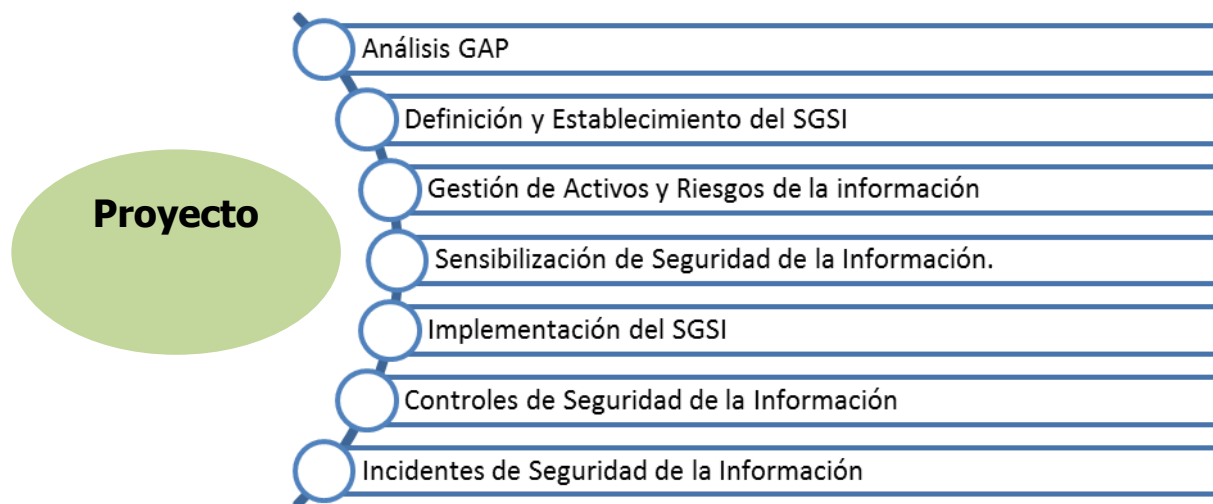 Análisis GAP
Definición y Establecimiento del SGSI
Proyecto
Gestión de Activos y Riesgos de la información
Sensibilización de Seguridad de la Información.
Implementación del SGSI
Controles de Seguridad de la Información
Incidentes de Seguridad de la Información